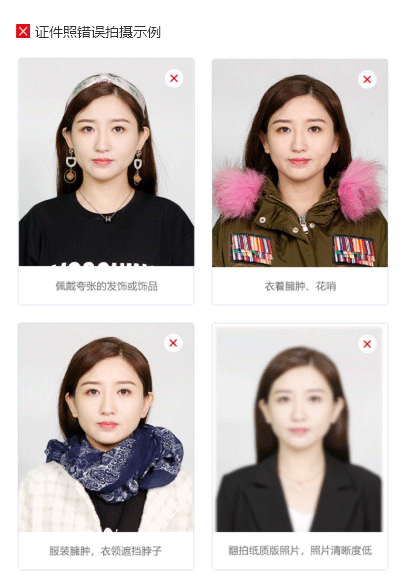 证件照错误拍摄示例
佩戴夸张的发饰或饰品
衣着臃肿、花哨
服装臃肿，衣领遮挡脖子
翻拍纸质版照片，照片清晰度低